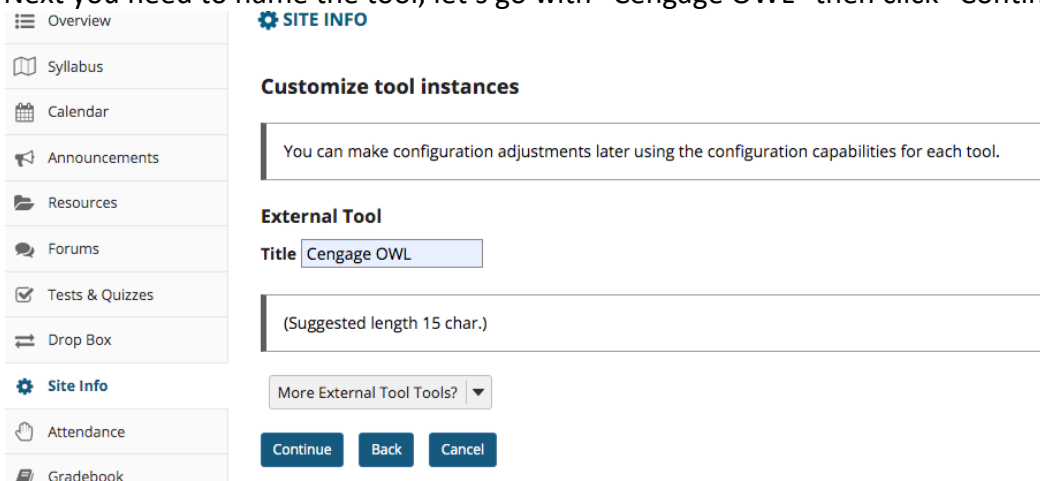 Next you need to name the tool, let's go with "Cengage OWL" then click "Contin
Overview
Syllabus
Calendar
Announcements
Resources
Forums
Tests & Quizzes
Drop Box
Site Info
Attendance
Gradebook
SITE INFO
Customize tool instances
You can make configuration adjustments later using the configuration capabilities for each tool.
External Tool
Title Cengage OWL
(Suggested length 15 char.)
More External Tool Tools?
Continue Back Cancel